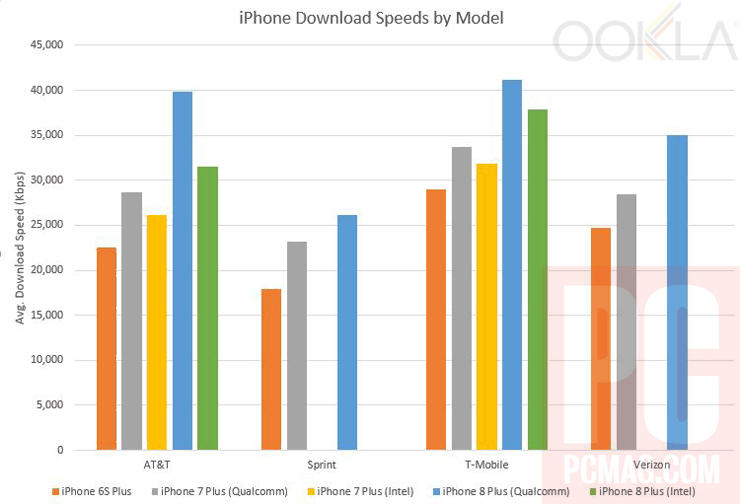 iPhone Download Speeds by Model
OOKLA
45,000
40,000
35,000
30,000
25,000
20,000
15,000
10,000
5,000
0
Avg. Download Speed (Kbps)
AT&T
Sprint
T-Mobile
Verizon
iPhone 6S Plus
iPhone 7 Plus (Qualcomm)
iPhone 7 Plus (Intel)
iPhone 8 Plus (Qualcomm)
iPhone 8 Plus (Intel)
PC
PCMAG.COM